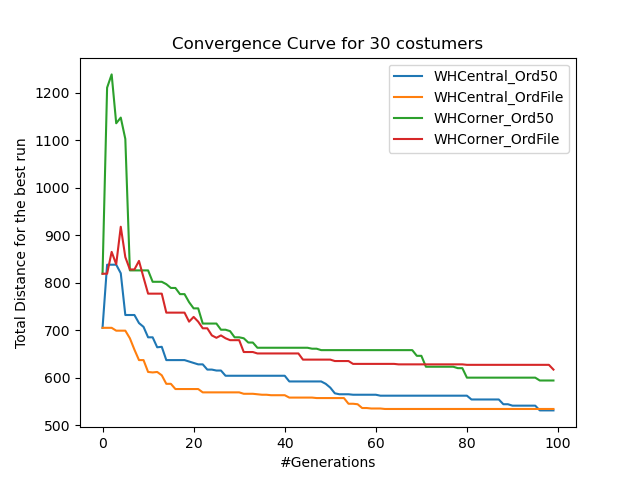 Convergence Curve for 30 costumers
WHCentral_Ord50
WHCentral_OrdFile
WHCorner_Ord50
WHCorner_OrdFile
Total Distance for the best run
1200
1100
1000
900
800
700
600
500
0
20
40
60
80
100
#Generations